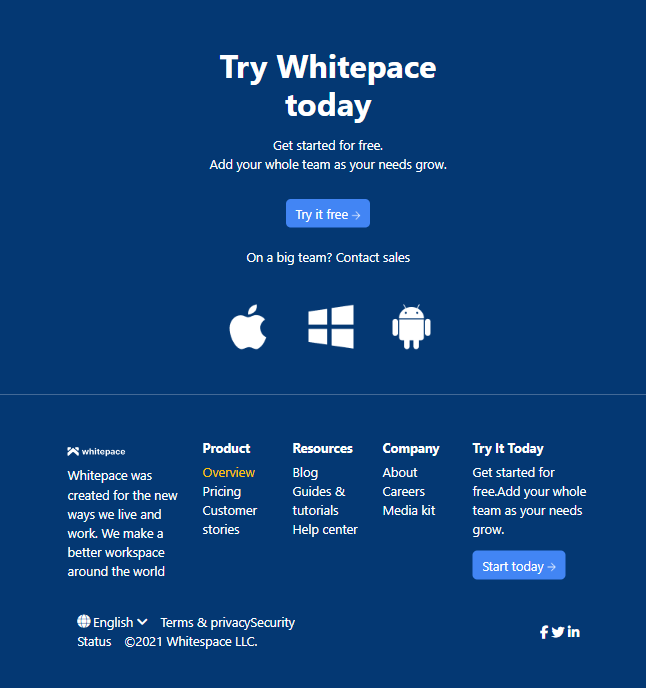 Try Whitepace
today
Get started for free.
Add your whole team as your needs grow.
Try it free →
On a big team? Contact sales
whitepace
Whitepace was
created for the new
ways we live and
work. We make a
better workspace
around the world
Product
Overview
Pricing
Customer
stories
Resources
Blog
Guides &
tutorials
Help center
Company
About
Careers
Media kit
Try It Today
Get started for
free.Add your whole
team as your needs
grow.
Start today →
English Terms & privacySecurity
Status ©2021 Whitespace LLC.